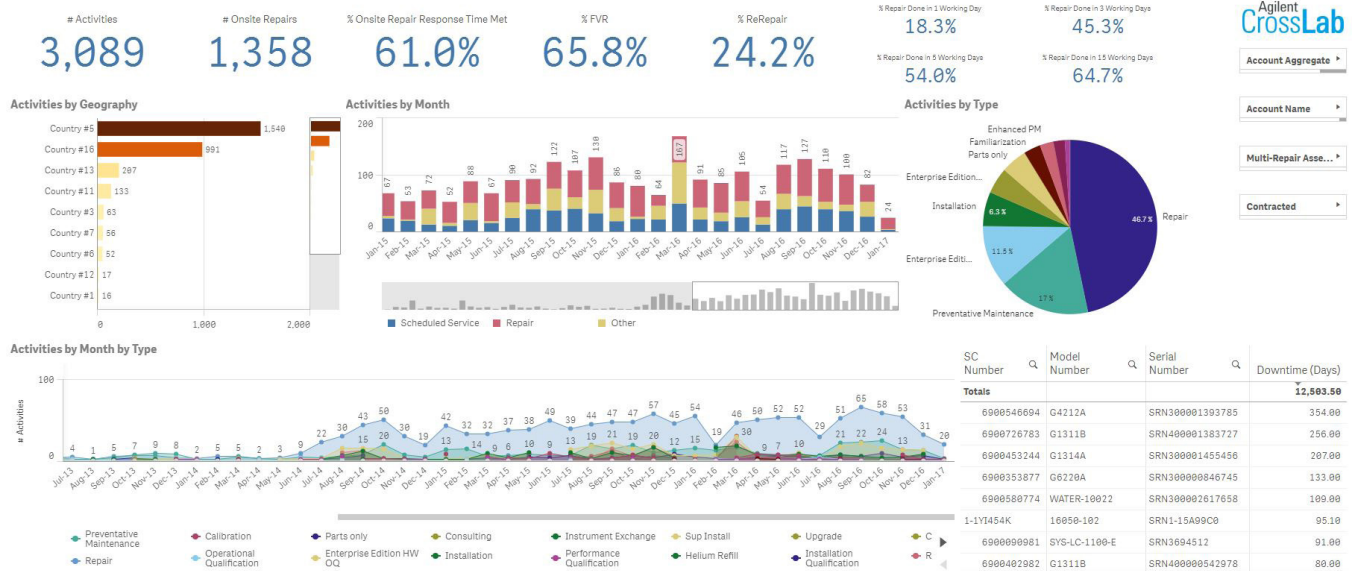 # Activities
3,089
# Onsite Repairs
1,358
% Onsite Repair Response Time Met
61.0%
% FVR
65.8%
% ReRepair
24.2%
% Repair Done in 1 Working Day
18.3%
% Repair Done in 3 Working Days
45.3%
% Repair Done in 5 Working Days
54.0%
% Repair Done in 15 Working Days
64.7%
Agilent
CrossLab
Account Aggregate
Account Name
Multi-Repair Asse...
Contracted
Activities by Geography
Country #5 1,540
Country #16 991
Country #13 207
Country #11 133
Country #3 63
Country #7 56
Country #6 52
Country #12 17
Country #1 16
0 1,000 2,000
Activities by Month
200
100
0
67 53 72 52 88 67 90 92 122 107 130 86 80 64 167 91 85 105 54 117 127 110 100 82 24
Jan-15 Feb-15 Mar-15 Apr-15 May-15 Jun-15 Jul-15 Aug-15 Sep-15 Oct-15 Nov-15 Dec-15 Jan-16 Feb-16 Mar-16 Apr-16 May-16 Jun-16 Jul-16 Aug-16 Sep-16 Oct-16 Nov-16 Dec-16 Jan-17
Scheduled Service Repair Other
Activities by Type
Enhanced PM
Familiarization
Parts only
Enterprise Edition...
Installation
Enterprise Editi...
Preventative Maintenance
Repair
46.7 %
6.3 %
11.5 %
17 %
Activities by Month by Type
# Activities
100
0
4 1 5 7 9 8 2 5 5 2 3 9 22 30 43 50 30 19 42 32 32 37 38 49 39 44 47 47 57 45 54 19 46 50 52 52 29 51 65 58 53 31 20
15 20 13 14 9 6 10 9 13 19 21 19 20 12 15 30 9 7 10 21 22 24 13
Jul-13 Aug-13 Sep-13 Oct-13 Nov-13 Dec-13 Jan-14 Feb-14 Mar-14 Apr-14 May-14 Jun-14 Jul-14 Aug-14 Sep-14 Oct-14 Nov-14 Dec-14 Jan-15 Feb-15 Mar-15 Apr-15 May-15 Jun-15 Jul-15 Aug-15 Sep-15 Oct-15 Nov-15 Dec-15 Jan-16 Feb-16 Mar-16 Apr-16 May-16 Jun-16 Jul-16 Aug-16 Sep-16 Oct-16 Nov-16 Dec-16 Jan-17
Preventative Maintenance
Calibration
Parts only
Consulting
Instrument Exchange
Sup Install
Upgrade
C
Repair
Operational Qualification
Enterprise Edition HW OQ
Installation
Performance Qualification
Helium Refill
Installation Qualification
R
SC Number Model Number Serial Number Downtime (Days)
Totals 12,503.50
6900546694 G4212A SRN300001393785 354.00
6900726783 G1311B SRN400001383727 256.00
6900453244 G1314A SRN300001455456 207.00
6900353877 G6220A SRN300000846745 133.00
6900580774 WATER-10022 SRN300002617658 109.00
1-1YI454K 16050-102 SRN1-15A99C0 95.10
6900090981 SYS-LC-1100-E SRN3694512 91.00
6900402982 G1311B SRN400000542978 80.00